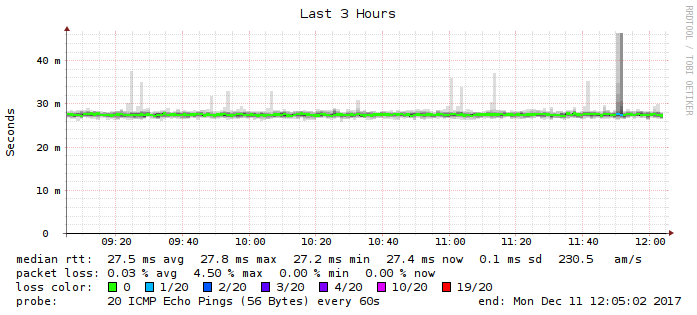 Last 3 Hours
RRDTOOL / TOBI OETIKER
Seconds
40 m
30 m
20 m
10 m
0
09:20 09:40 10:00 10:20 10:40 11:00 11:20 11:40 12:00
median rtt: 27.5 ms avg 27.8 ms max 27.2 ms min 27.4 ms now 0.1 ms sd 230.5 am/s
packet loss: 0.03 % avg 4.50 % max 0.00 % min 0.00 % now
loss color: 0 1/20 2/20 3/20 4/20 10/20 19/20
probe: 20 ICMP Echo Pings (56 Bytes) every 60s end: Mon Dec 11 12:05:02 2017